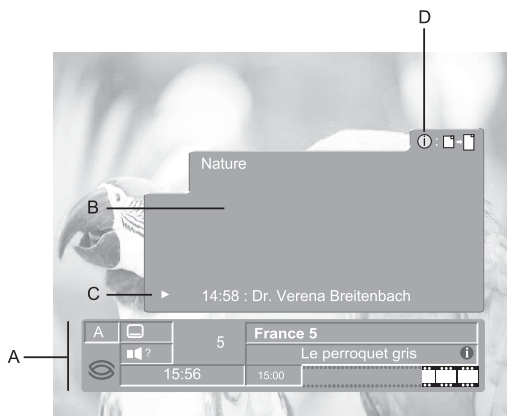 D
ⓘ :
Nature
B
C
14:58 : Dr. Verena Breitenbach
A
5
France 5
?
Le perroquet gris
A
15:56
15:00